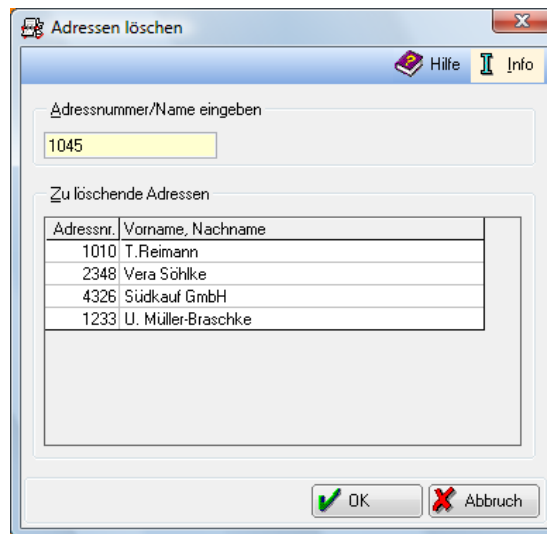 Adressen löschen
Hilfe Info
Adressnummer/Name eingeben
1045
Zu löschende Adressen
Adressnr. Vorname, Nachname
1010 T.Reimann
2348 Vera Söhlke
4326 Südkauf GmbH
1233 U. Müller-Braschke
OK Abbruch